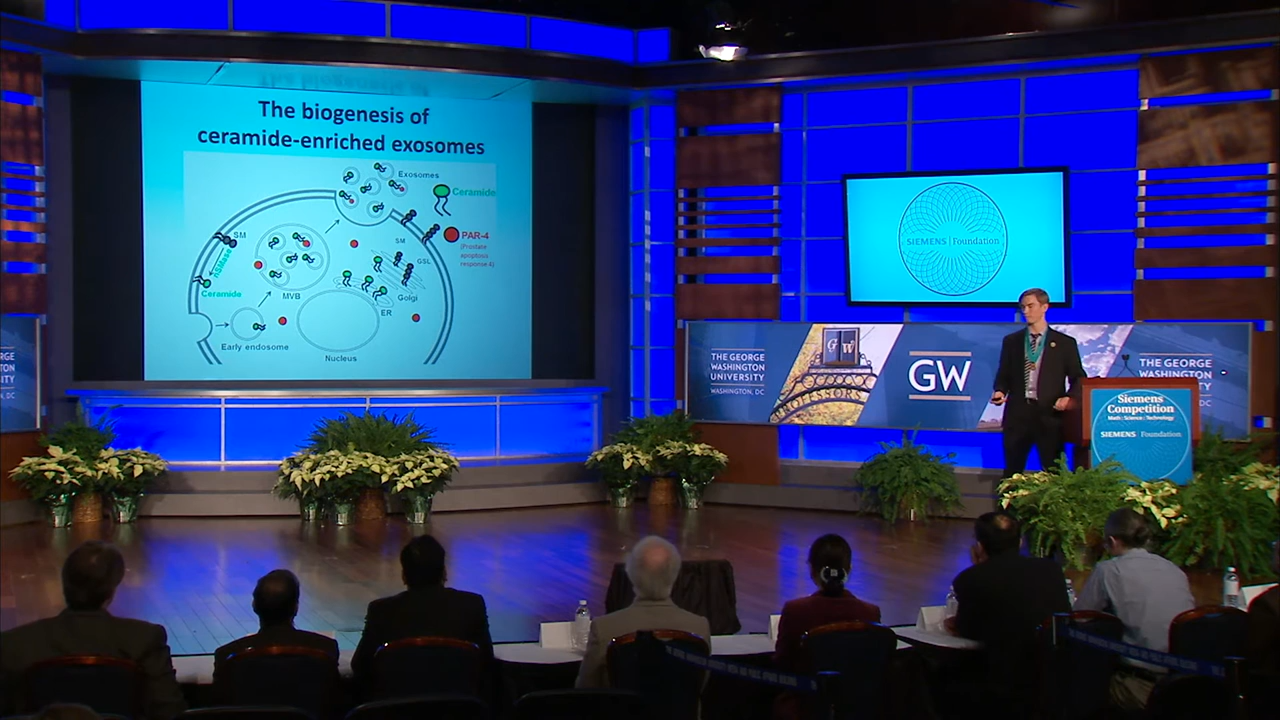 The biogenesis of
ceramide-enriched exosomes
Exosomes
Ceramide
SM
nSMase
Ceramide
MVB
SM
GSL
PAR-4
(Prostate
apoptosis
response 4)
Golgi
ER
Early endosome
Nucleus
SIEMENS | Foundation
THE GEORGE
WASHINGTON
UNIVERSITY
WASHINGTON, DC
G W
PROFESSORS
GW
THE GEORGE
WASHINGTON
Siemens
Competition
Math : Science : Technology
SIEMENS | Foundation